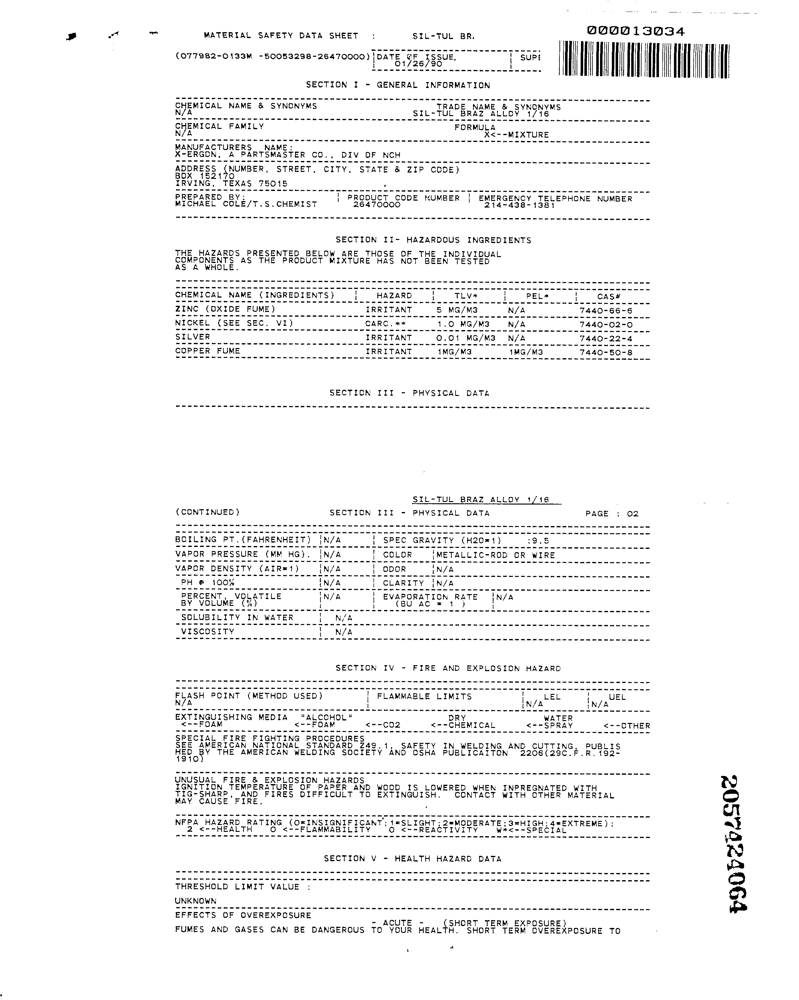 000013034
MATERIAL SAFETY DATA SHEET : SIL-TUL BR.
(077982-0133M -50053298-26470000) DATE OF ISSUE. SUPE
01/26/90
SECTION I - GENERAL INFORMATION
CHEMICAL NAME & SYNONYMS TRADE NAME & SYNONYMS
N/A SIL-TUL BRAZ ALLOY 1/16
CHEMICAL FAMILY FORMULA
N/A X<--MIXTURE
MANUFACTURERS NAME:
X-ERGON, A PARTSMASTER CO., DIV OF NCH
ADDRESS (NUMBER, STREET, CITY, STATE & ZIP CODE)
BOX 152170
IRVING, TEXAS 75015
PREPARED BY: PRODUCT CODE NUMBER EMERGENCY TELEPHONE NUMBER
MICHAEL COLE/T.S.CHEMIST 26470000 214-438-1381
SECTION II- HAZARDOUS INGREDIENTS
THE HAZARDS PRESENTED BELOW ARE THOSE OF THE INDIVIDUAL
COMPONENTS AS THE PRODUCT MIXTURE HAS NOT BEEN TESTED
AS A WHOLE.
CHEMICAL NAME (INGREDIENTS) HAZARD TLV* PEL* CAS#
ZINC (OXIDE FUME) IRRITANT 5 MG/M3 N/A 7440-66-6
NICKEL (SEE SEC. VI) CARC.** 1.0 MG/M3 N/A 7440-02-0
SILVER IRRITANT 0.01 MG/M3 N/A 7440-22-4
COPPER FUME IRRITANT 1MG/M3 1MG/M3 7440-50-8
SECTION III - PHYSICAL DATA
SIL-TUL BRAZ ALLOY 1/16
(CONTINUED) SECTION III - PHYSICAL DATA PAGE : 02
BOILING PT.(FAHRENHEIT) N/A SPEC GRAVITY (H20=1) :9.5
VAPOR PRESSURE (MM HG). N/A COLOR METALLIC-ROD OR WIRE
VAPOR DENSITY (AIR=1) N/A ODOR N/A
PH @ 100% N/A CLARITY N/A
PERCENT, VOLATILE N/A EVAPORATION RATE N/A
BY VOLUME (%) (BU AC = 1 )
SOLUBILITY IN WATER N/A
VISCOSITY N/A
SECTION IV - FIRE AND EXPLOSION HAZARD
FLASH POINT (METHOD USED) FLAMMABLE LIMITS LEL UEL
N/A N/A N/A
EXTINGUISHING MEDIA "ALCOHOL" DRY WATER
<--FOAM <--FOAM <--CO2 <--CHEMICAL <--SPRAY <--OTHER
SPECIAL FIRE FIGHTING PROCEDURES
SEE AMERICAN NATIONAL STANDARD Z49.1, SAFETY IN WELDING AND CUTTING, PUBLIS
HED BY THE AMERICAN WELDING SOCIETY AND OSHA PUBLICAITON 2206(29C.F.R.192-
1910)
UNUSUAL FIRE & EXPLOSION HAZARDS
IGNITION TEMPERATURE OF PAPER AND WOOD IS LOWERED WHEN INPREGNATED WITH
TIG-SHARP, AND FIRES DIFFICULT TO EXTINGUISH. CONTACT WITH OTHER MATERIAL
MAY CAUSE FIRE.
NFPA HAZARD RATING (0=INSIGNIFICANT;1=SLIGHT;2=MODERATE;3=HIGH;4=EXTREME):
2 <--HEALTH 0 <--FLAMMABILITY 0 <--REACTIVITY W*<--SPECIAL
SECTION V - HEALTH HAZARD DATA
THRESHOLD LIMIT VALUE :
UNKNOWN
EFFECTS OF OVEREXPOSURE
- ACUTE - (SHORT TERM EXPOSURE)
FUMES AND GASES CAN BE DANGEROUS TO YOUR HEALTH. SHORT TERM OVEREXPOSURE TO
2057424064